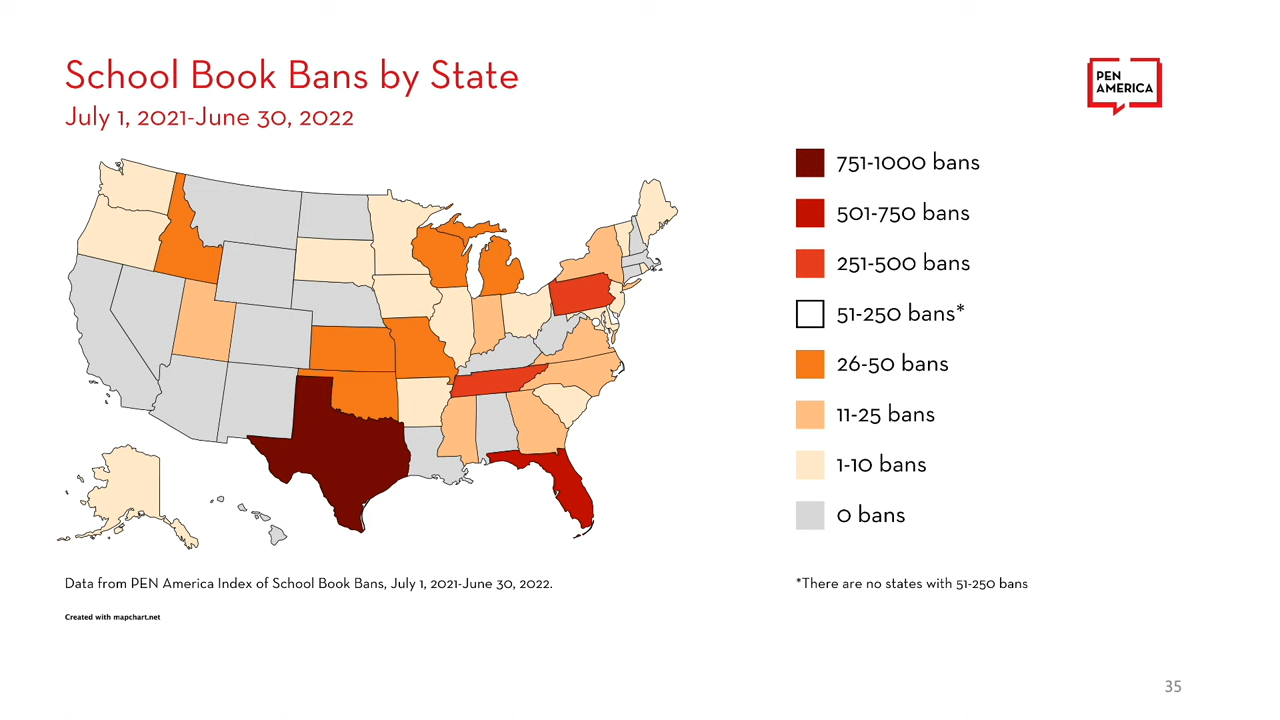 School Book Bans by State
July 1, 2021-June 30, 2022
PEN
AMERICA
751-1000 bans
501-750 bans
251-500 bans
51-250 bans*
26-50 bans
11-25 bans
1-10 bans
0 bans
Data from PEN America Index of School Book Bans, July 1, 2021-June 30, 2022.
*There are no states with 51-250 bans
Created with mapchart.net
35